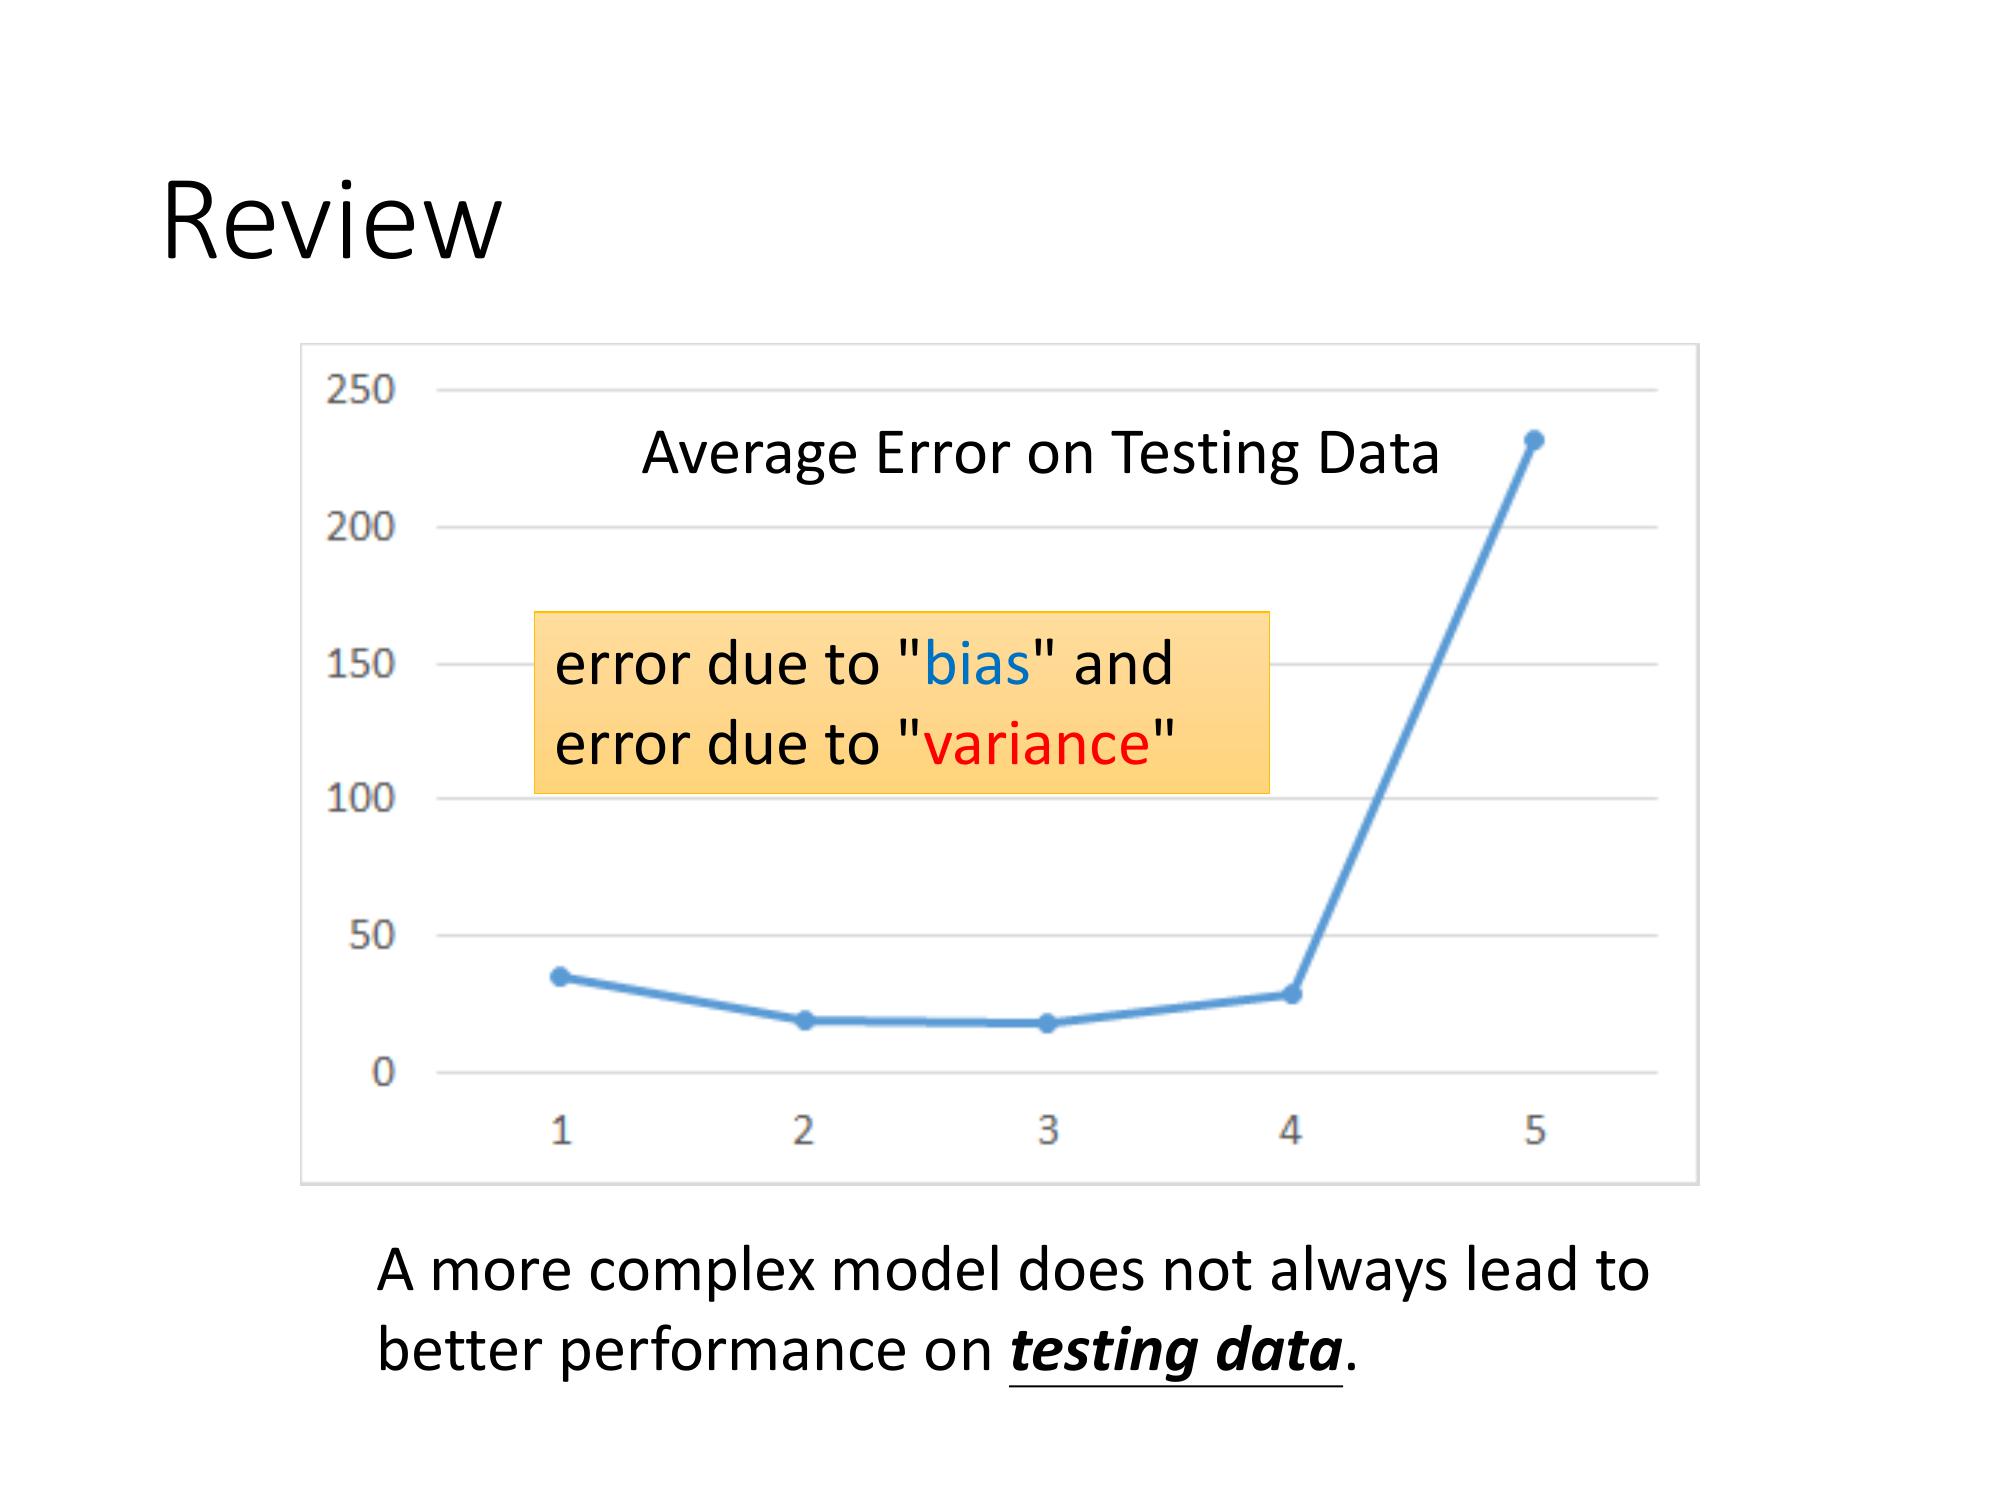 Review
250
Average Error on Testing Data
200
error due to "bias" and
150
error due to "variance"
100
50
0
1 2 3 4 5
A more complex model does not always lead to
better performance on testing data.